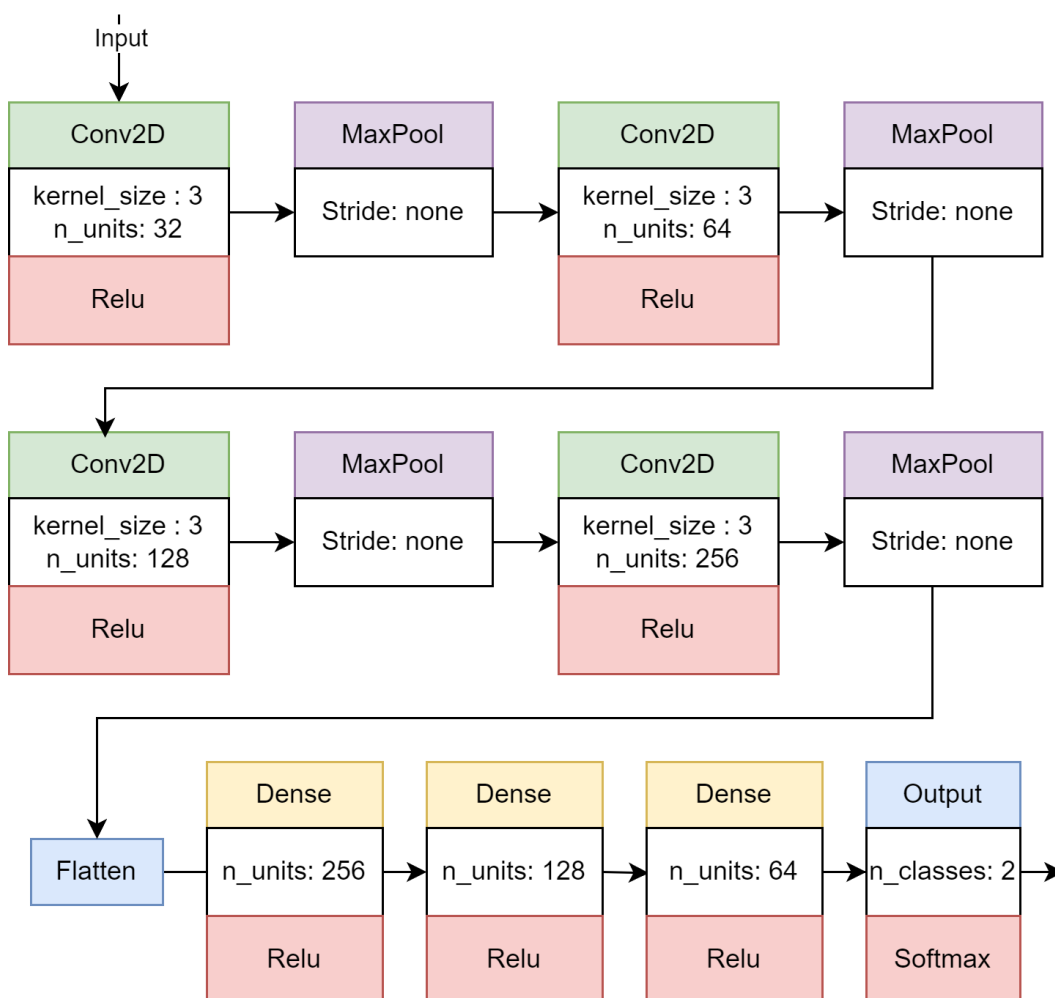 Input
Conv2D
kernel_size : 3
n_units: 32
Relu
MaxPool
Stride: none
Conv2D
kernel_size : 3
n_units: 64
Relu
MaxPool
Stride: none
Conv2D
kernel_size : 3
n_units: 128
Relu
MaxPool
Stride: none
Conv2D
kernel_size : 3
n_units: 256
Relu
MaxPool
Stride: none
Flatten
Dense
n_units: 256
Relu
Dense
n_units: 128
Relu
Dense
n_units: 64
Relu
Output
n_classes: 2
Softmax